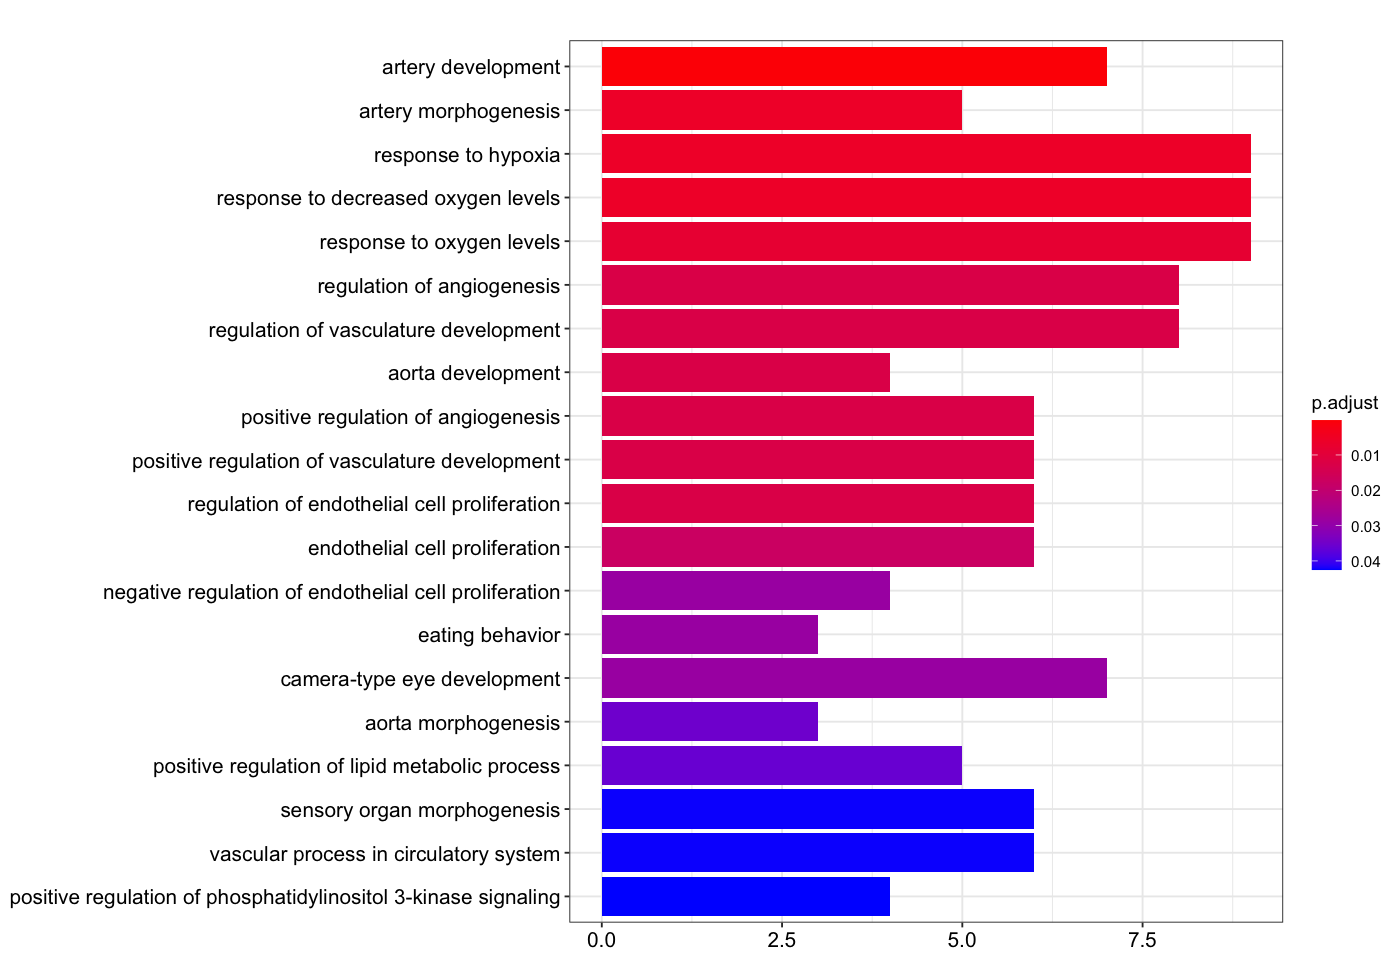 artery development
artery morphogenesis
response to hypoxia
response to decreased oxygen levels
response to oxygen levels
regulation of angiogenesis
regulation of vasculature development
aorta development
positive regulation of angiogenesis
positive regulation of vasculature development
regulation of endothelial cell proliferation
endothelial cell proliferation
negative regulation of endothelial cell proliferation
eating behavior
camera-type eye development
aorta morphogenesis
positive regulation of lipid metabolic process
sensory organ morphogenesis
vascular process in circulatory system
positive regulation of phosphatidylinositol 3-kinase signaling
0.0 2.5 5.0 7.5
p.adjust
0.01
0.02
0.03
0.04